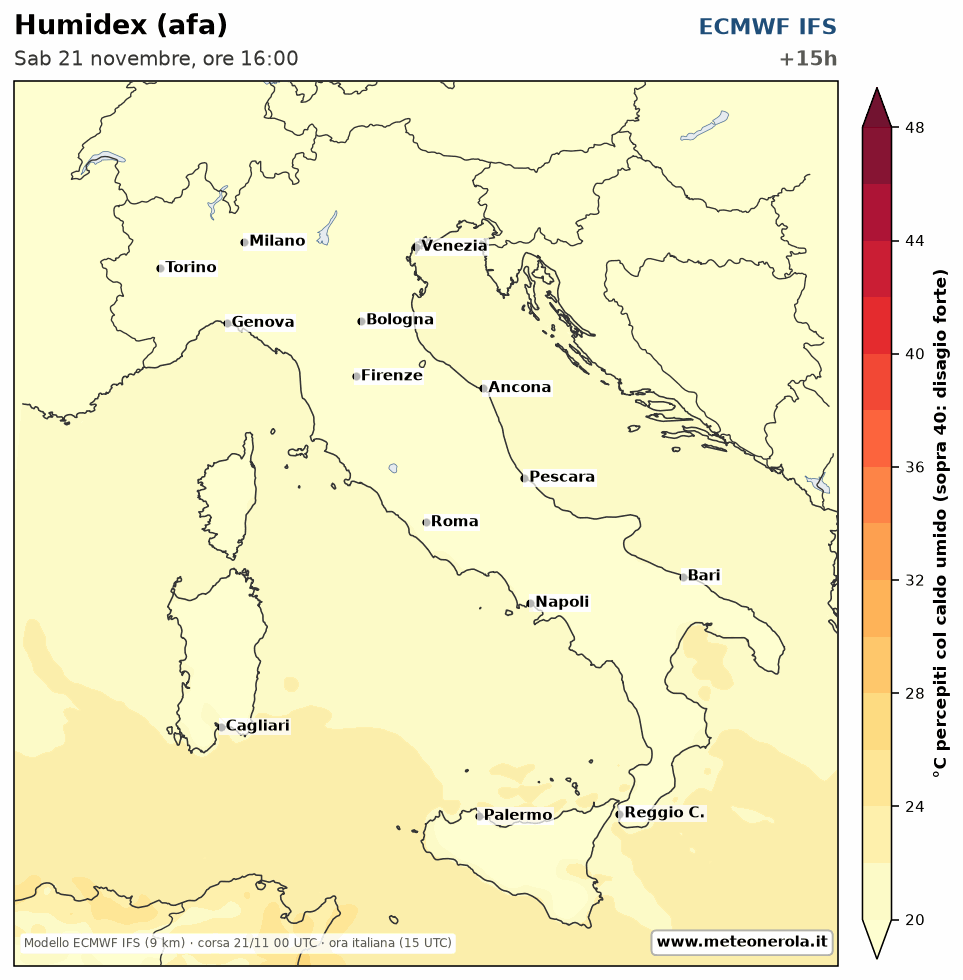 Humidex (afa)
ECMWF IFS
Sab 21 novembre, ore 16:00
+15h
48
44
40
36
32
28
24
20
°C percepiti col caldo umido (sopra 40: disagio forte)
Milano
Venezia
Torino
Genova
Bologna
Firenze
Ancona
Pescara
Roma
Bari
Napoli
Cagliari
Palermo
Reggio C.
Modello ECMWF IFS (9 km) · corsa 21/11 00 UTC · ora italiana (15 UTC)
www.meteonerola.it